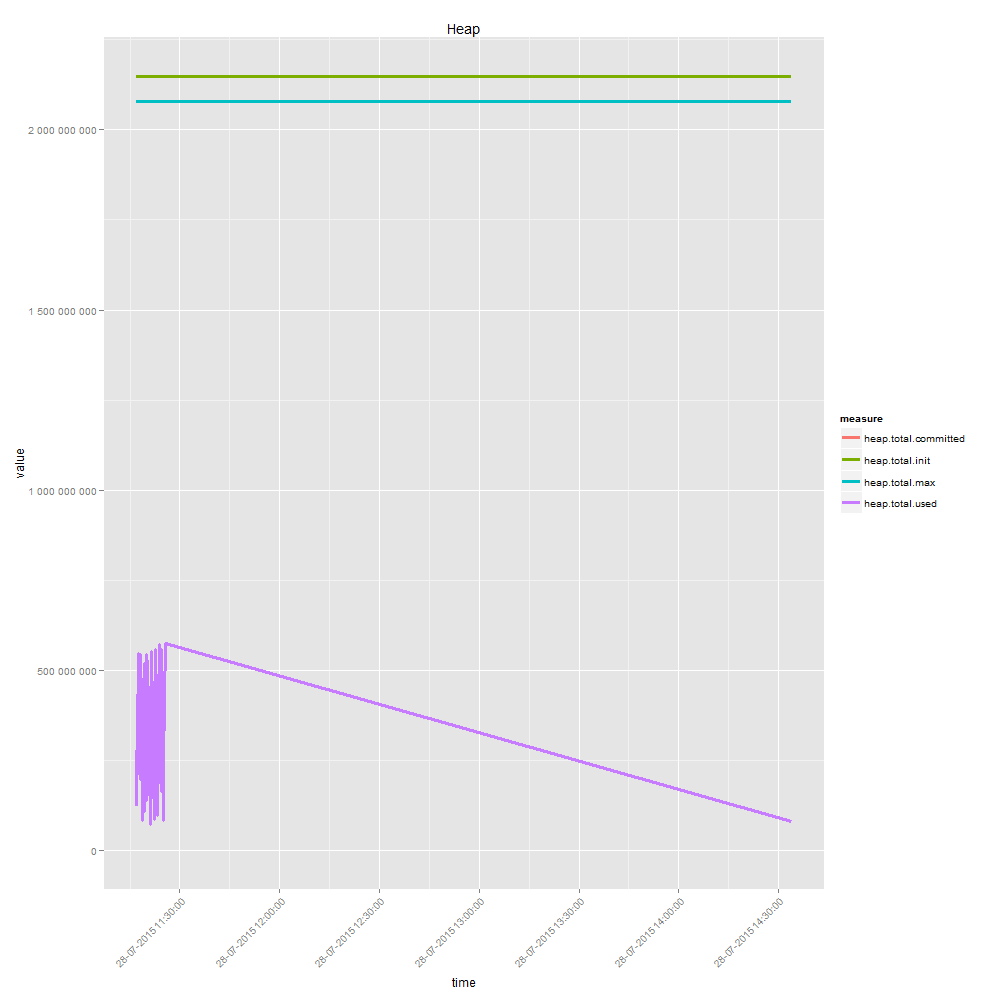 Heap
2 000 000 000
1 500 000 000
1 000 000 000
500 000 000
0
value
28-07-2015 11:30:00
28-07-2015 12:00:00
28-07-2015 12:30:00
28-07-2015 13:00:00
28-07-2015 13:30:00
28-07-2015 14:00:00
28-07-2015 14:30:00
time
measure
heap.total.committed
heap.total.init
heap.total.max
heap.total.used